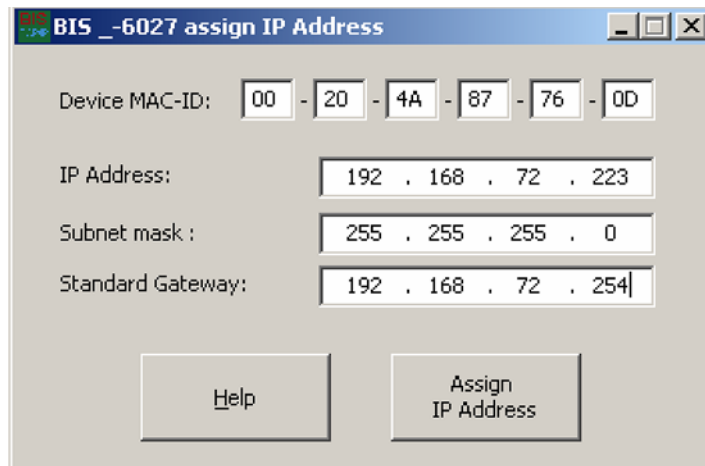 BIS _-6027 assign IP Address
Device MAC-ID: 00 - 20 - 4A - 87 - 76 - 0D
IP Address: 192 . 168 . 72 . 223
Subnet mask : 255 . 255 . 255 . 0
Standard Gateway: 192 . 168 . 72 . 254
Help
Assign
IP Address